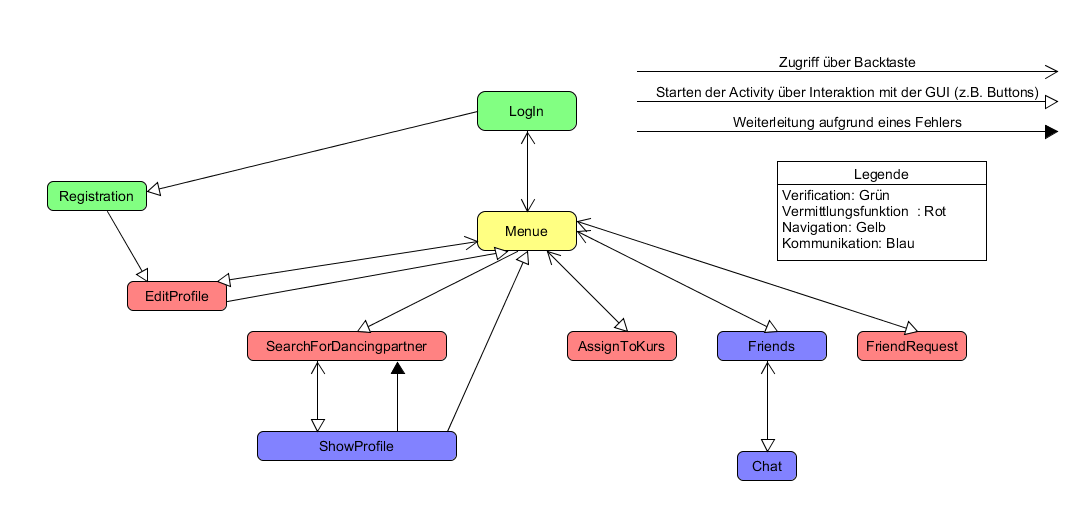 Zugriff über Backtaste
Starten der Activity über Interaktion mit der GUI (z.B. Buttons)
Weiterleitung aufgrund eines Fehlers
LogIn
Legende
Verification: Grün
Vermittlungsfunktion : Rot
Navigation: Gelb
Kommunikation: Blau
Registration
Menue
EditProfile
SearchForDancingpartner
AssignToKurs
Friends
FriendRequest
ShowProfile
Chat